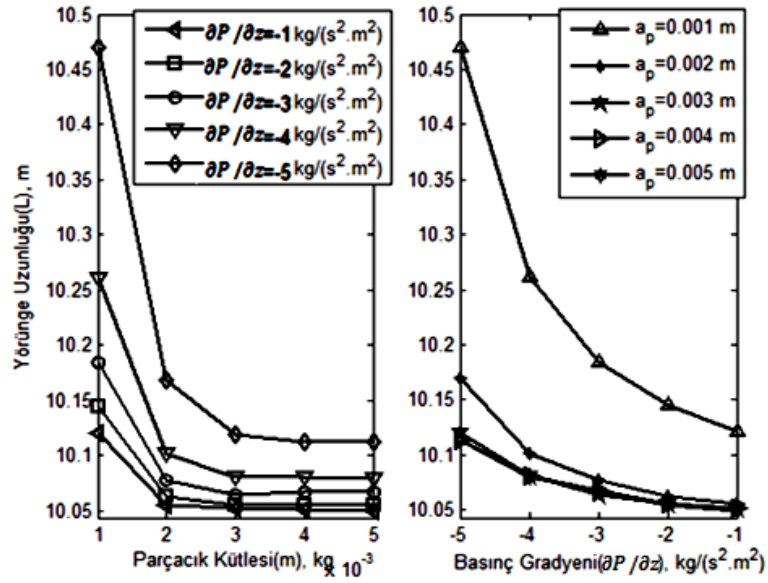 Yörünge Uzunluğu(L), m
10.5
10.45
10.4
10.35
10.3
10.25
10.2
10.15
10.1
10.05
∂P/∂z=-1 kg/(s².m²)
∂P/∂z=-2 kg/(s².m²)
∂P/∂z=-3 kg/(s².m²)
∂P/∂z=-4 kg/(s².m²)
∂P/∂z=-5 kg/(s².m²)
1 2 3 4 5
Parçacık Kütlesi(m), kg
x 10⁻³
10.5
10.45
10.4
10.35
10.3
10.25
10.2
10.15
10.1
10.05
aₚ=0.001 m
aₚ=0.002 m
aₚ=0.003 m
aₚ=0.004 m
aₚ=0.005 m
-5 -4 -3 -2 -1
Basınç Gradyeni(∂P/∂z), kg/(s².m²)